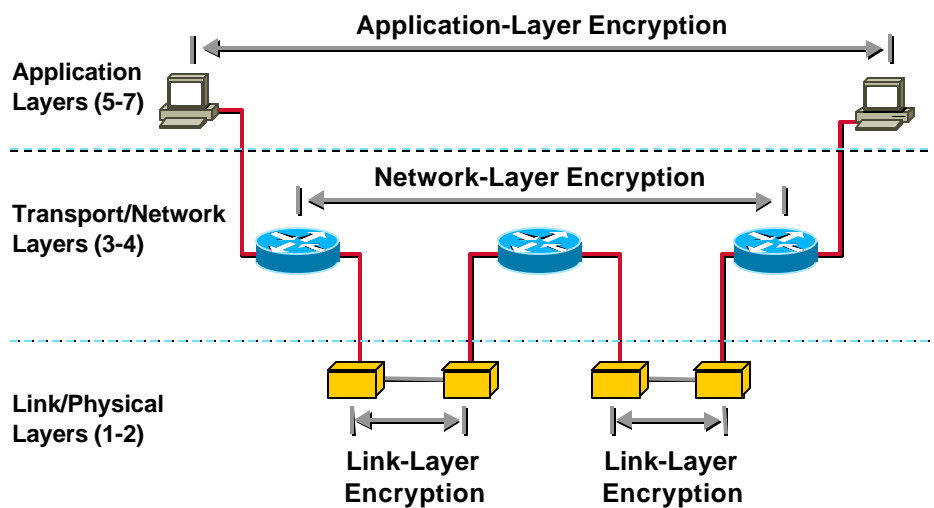 Application-Layer Encryption
Application
Layers (5-7)
Network-Layer Encryption
Transport/Network
Layers (3-4)
Link/Physical
Layers (1-2)
Link-Layer
Encryption
Link-Layer
Encryption